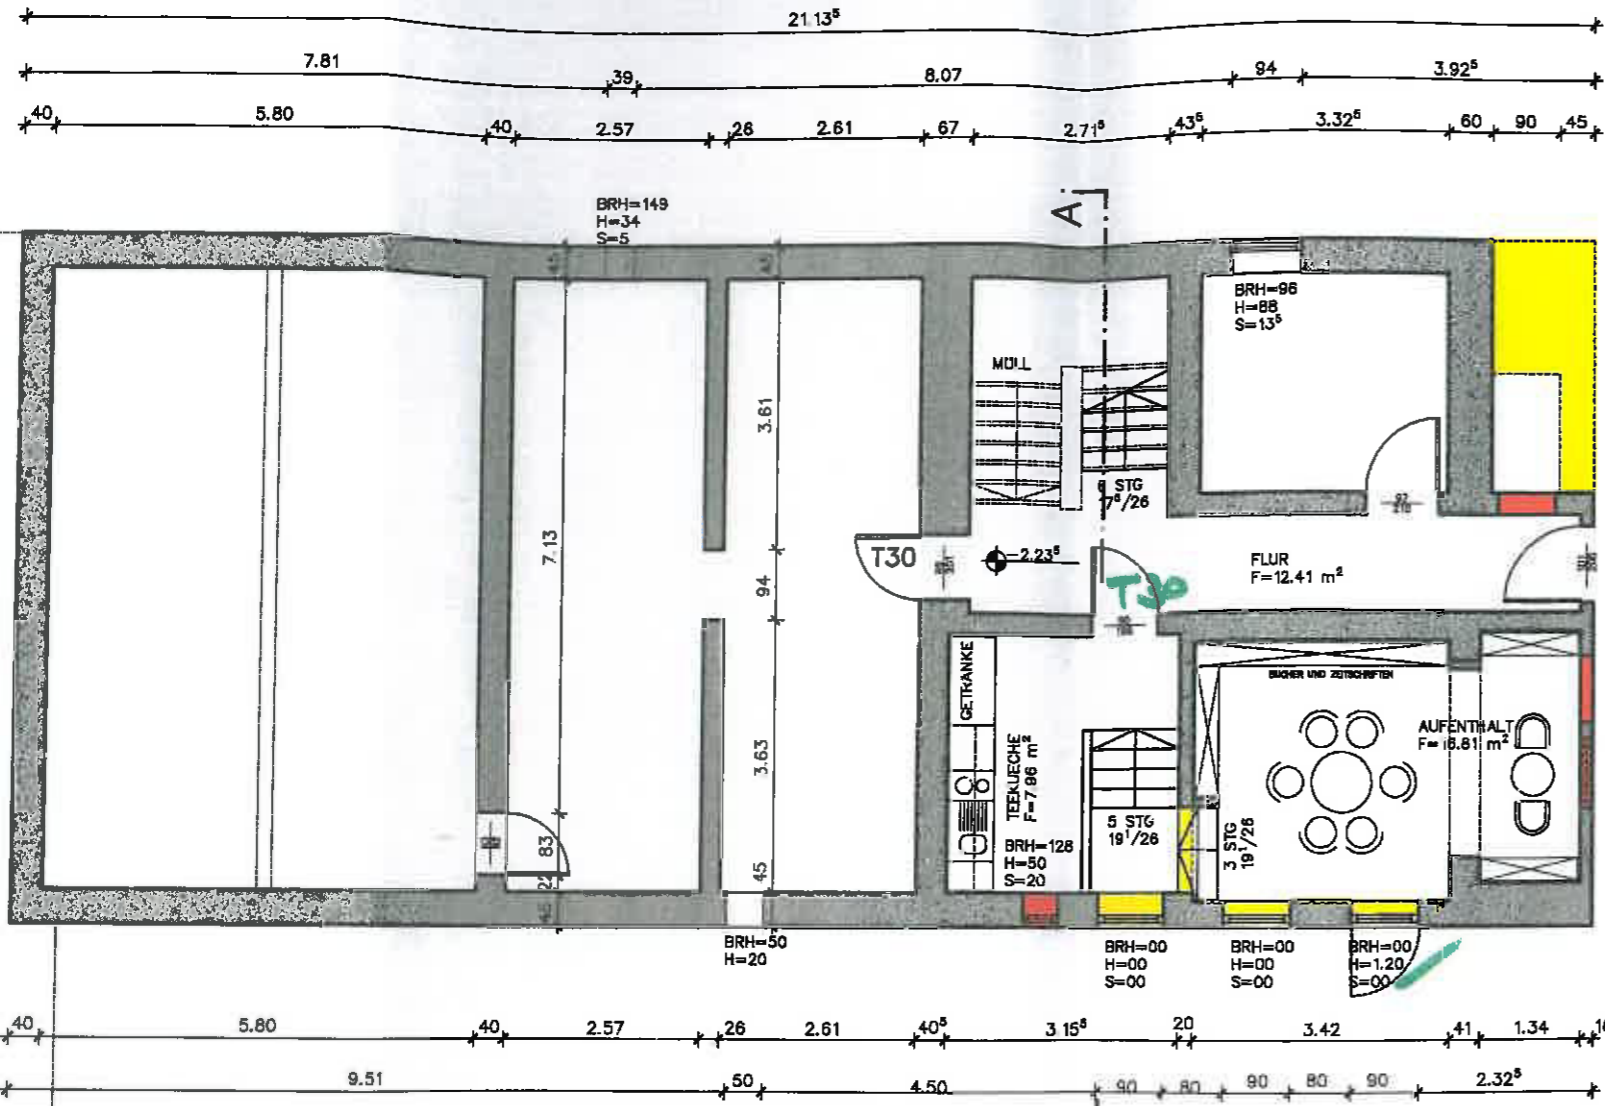 21.13⁵
7.81 39 8.07 94 3.92⁵
40 5.80 40 2.57 26 2.61 67 2.71⁵ 43⁵ 3.32⁵ 60 90 45
A
BRH=149
H=34
S=5
BRH=96
H=88
S=13⁵
MÜLL
3.61
STG
7.13
T30
-2.23⁵
FLUR
F=12.41 m²
94
T30
GETRÄNKE
BUCHER UND ZEITSCHRIFTEN
AUFENTHALT
F=16.81 m²
TEEKUECHE
F=7.96 m²
3.63
5 STG
19¹/26
3 STG
19¹/26
83
BRH=128
H=50
S=20
45
22
45
BRH=50
H=20
BRH=00
H=00
S=00
BRH=00
H=00
S=00
BRH=00
H=1.20
S=00
40 5.80 40 2.57 26 2.61 40⁵ 3.15⁵ 20 3.42 41 1.34
9.51 50 4.50 90 80 90 80 90 2.32⁵